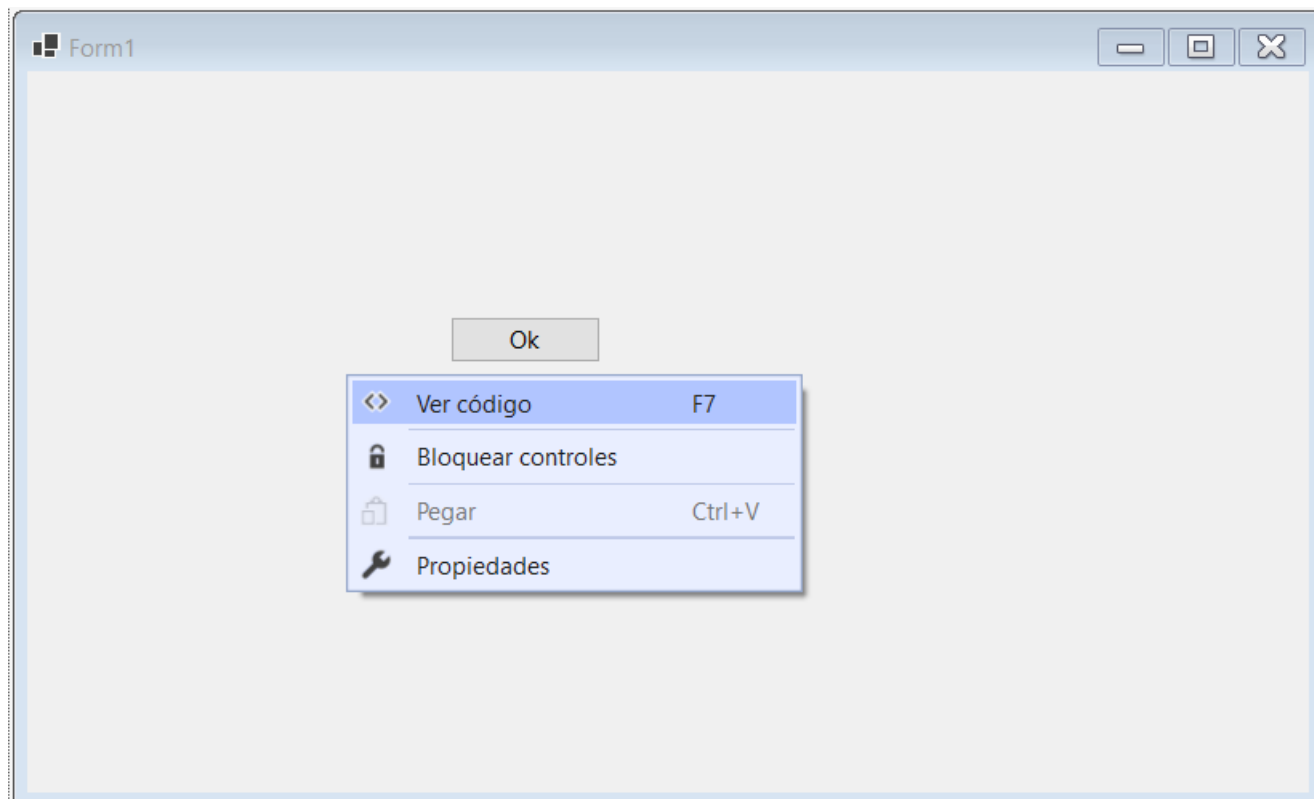 Form1
Ok
Ver código F7
Bloquear controles
Pegar Ctrl+V
Propiedades